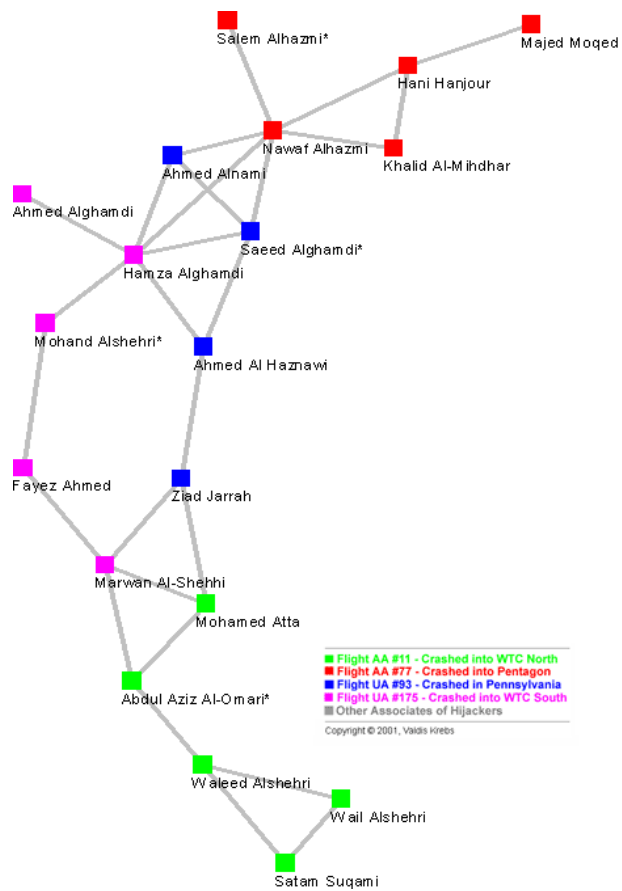 Salem Alhazmi*
Majed Moqed
Hani Hanjour
Nawaf Alhazmi
Khalid Al-Mihdhar
Ahmed Alnami
Ahmed Alghamdi
Saeed Alghamdi*
Hamza Alghamdi
Mohand Alshehri*
Ahmed Al Haznawi
Fayez Ahmed
Ziad Jarrah
Marwan Al-Shehhi
Mohamed Atta
Abdul Aziz Al-Omari*
Waleed Alshehri
Wail Alshehri
Satam Suqami
Flight AA #11 - Crashed into WTC North
Flight AA #77 - Crashed into Pentagon
Flight UA #93 - Crashed in Pennsylvania
Flight UA #175 - Crashed into WTC South
Other Associates of Hijackers
Copyright © 2001, Valdis Krebs